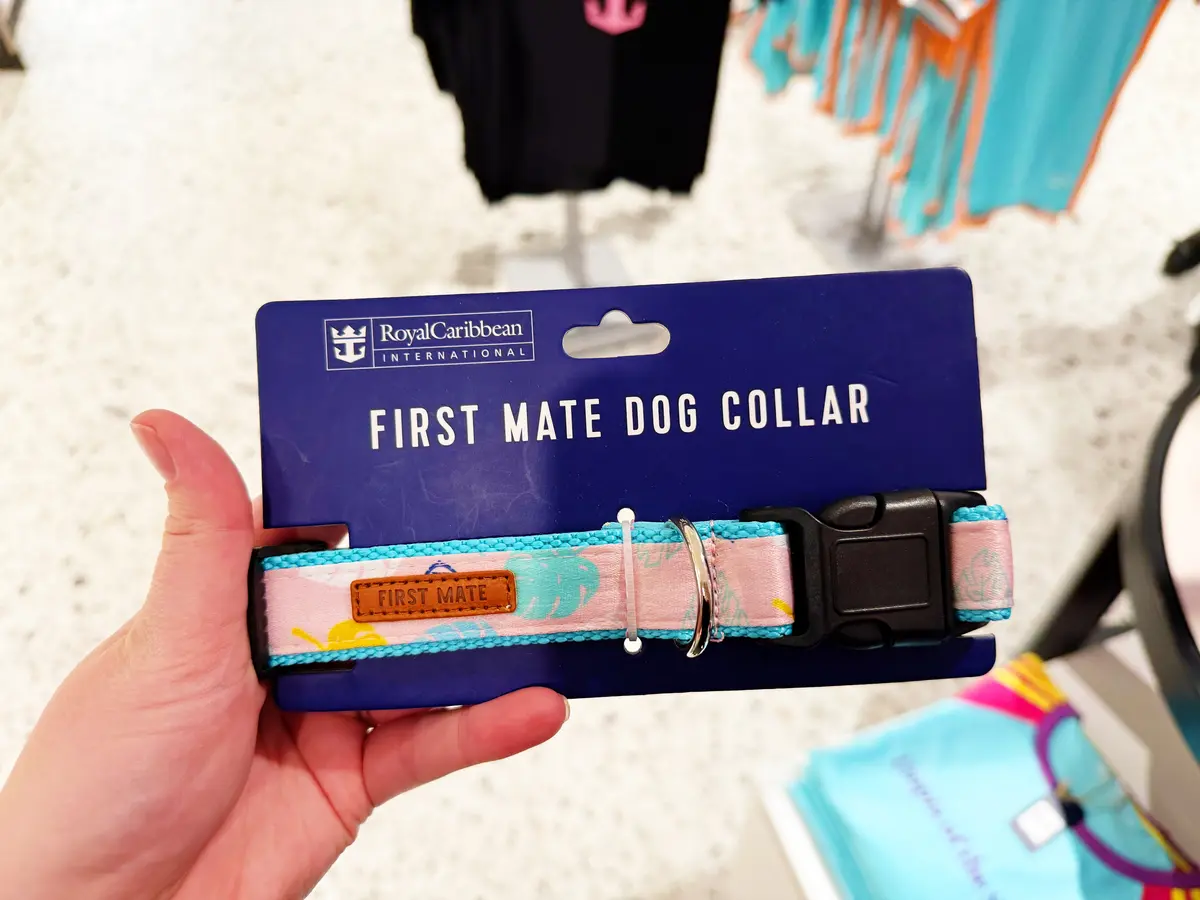 RoyalCaribbean
INTERNATIONAL
FIRST MATE DOG COLLAR
FIRST MATE